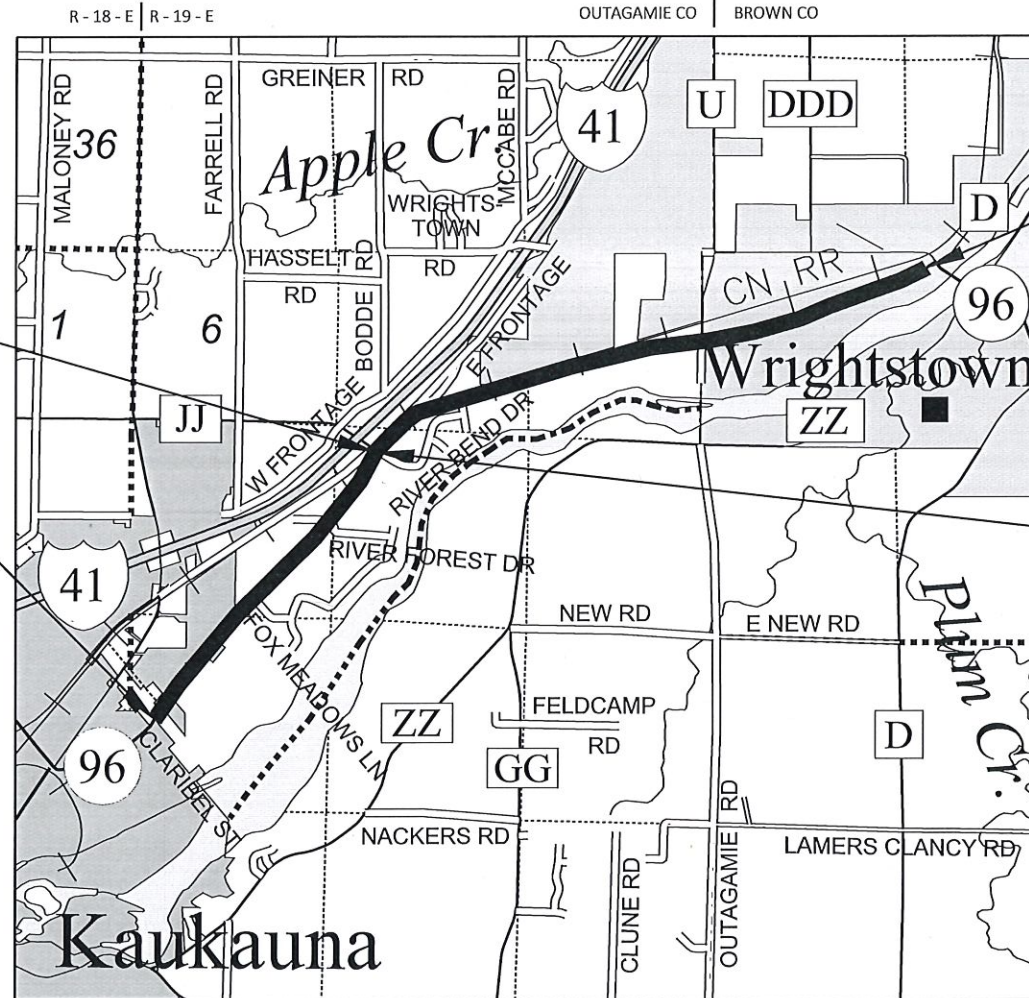 R - 18 - E R - 19 - E
OUTAGAMIE CO BROWN CO
MALONEY RD
36
FARRELL RD
GREINER RD
MCCABE RD
Apple Cr.
41
U
DDD
WRIGHTS-
TOWN
RD
HASSELT
RD
BODDE RD
D
CN RR
96
E FRONTAGE
1
6
JJ
W FRONTAGE
Wrightstown
ZZ
RIVER BEND DR
41
RIVER FOREST DR
NEW RD
E NEW RD
Plum Cr.
FOX MEADOWS LN
ZZ
FELDCAMP
RD
D
96
CLARIBEL ST
GG
NACKERS RD
OUTAGAMIE RD
LAMERS CLANCY RD
CLUNE RD
Kaukauna